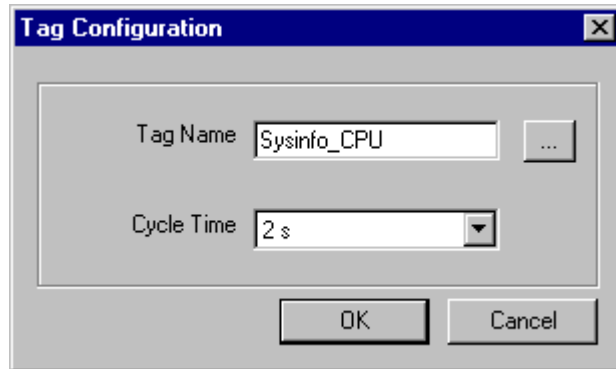 Tag Configuration
Tag Name Sysinfo_CPU ...
Cycle Time 2 s
OK Cancel